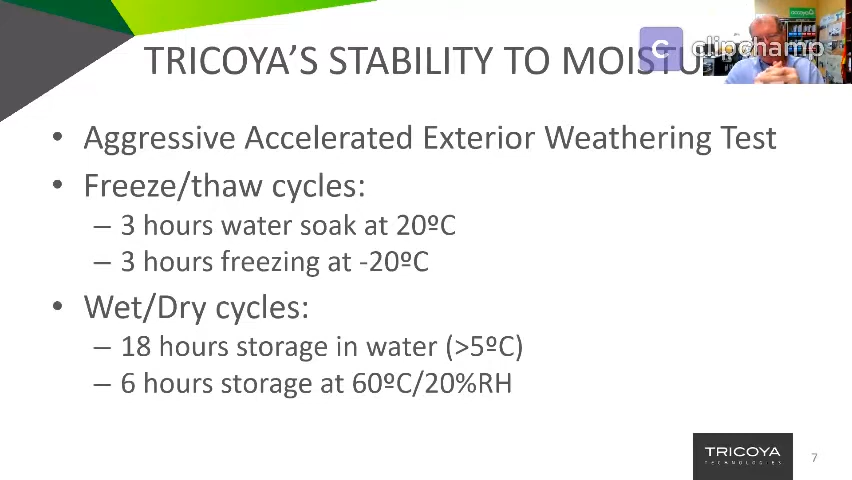 TRICOYA'S STABILITY TO MOISTU
clipchamp
• Aggressive Accelerated Exterior Weathering Test
• Freeze/thaw cycles:
– 3 hours water soak at 20ºC
– 3 hours freezing at -20ºC
• Wet/Dry cycles:
– 18 hours storage in water (>5ºC)
– 6 hours storage at 60ºC/20%RH
TRICOYA
TECHNOLOGIES
7